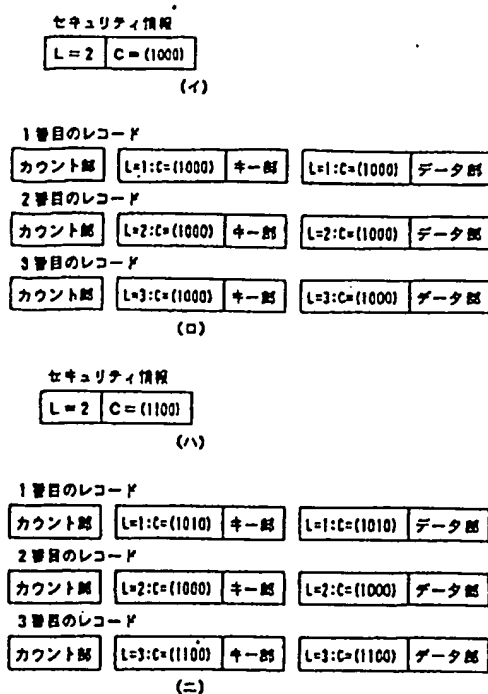 セキュリティ情報
L=2 C=(1000)
(イ)
1番目のレコード
カウント部 L=1:C=(1000) キー部 L=1:C=(1000) データ部
2番目のレコード
カウント部 L=2:C=(1000) キー部 L=2:C=(1000) データ部
3番目のレコード
カウント部 L=3:C=(1000) キー部 L=3:C=(1000) データ部
(ロ)
セキュリティ情報
L=2 C=(1100)
(ハ)
1番目のレコード
カウント部 L=1:C=(1010) キー部 L=1:C=(1010) データ部
2番目のレコード
カウント部 L=2:C=(1000) キー部 L=2:C=(1000) データ部
3番目のレコード
カウント部 L=3:C=(1100) キー部 L=3:C=(1100) データ部
(ニ)